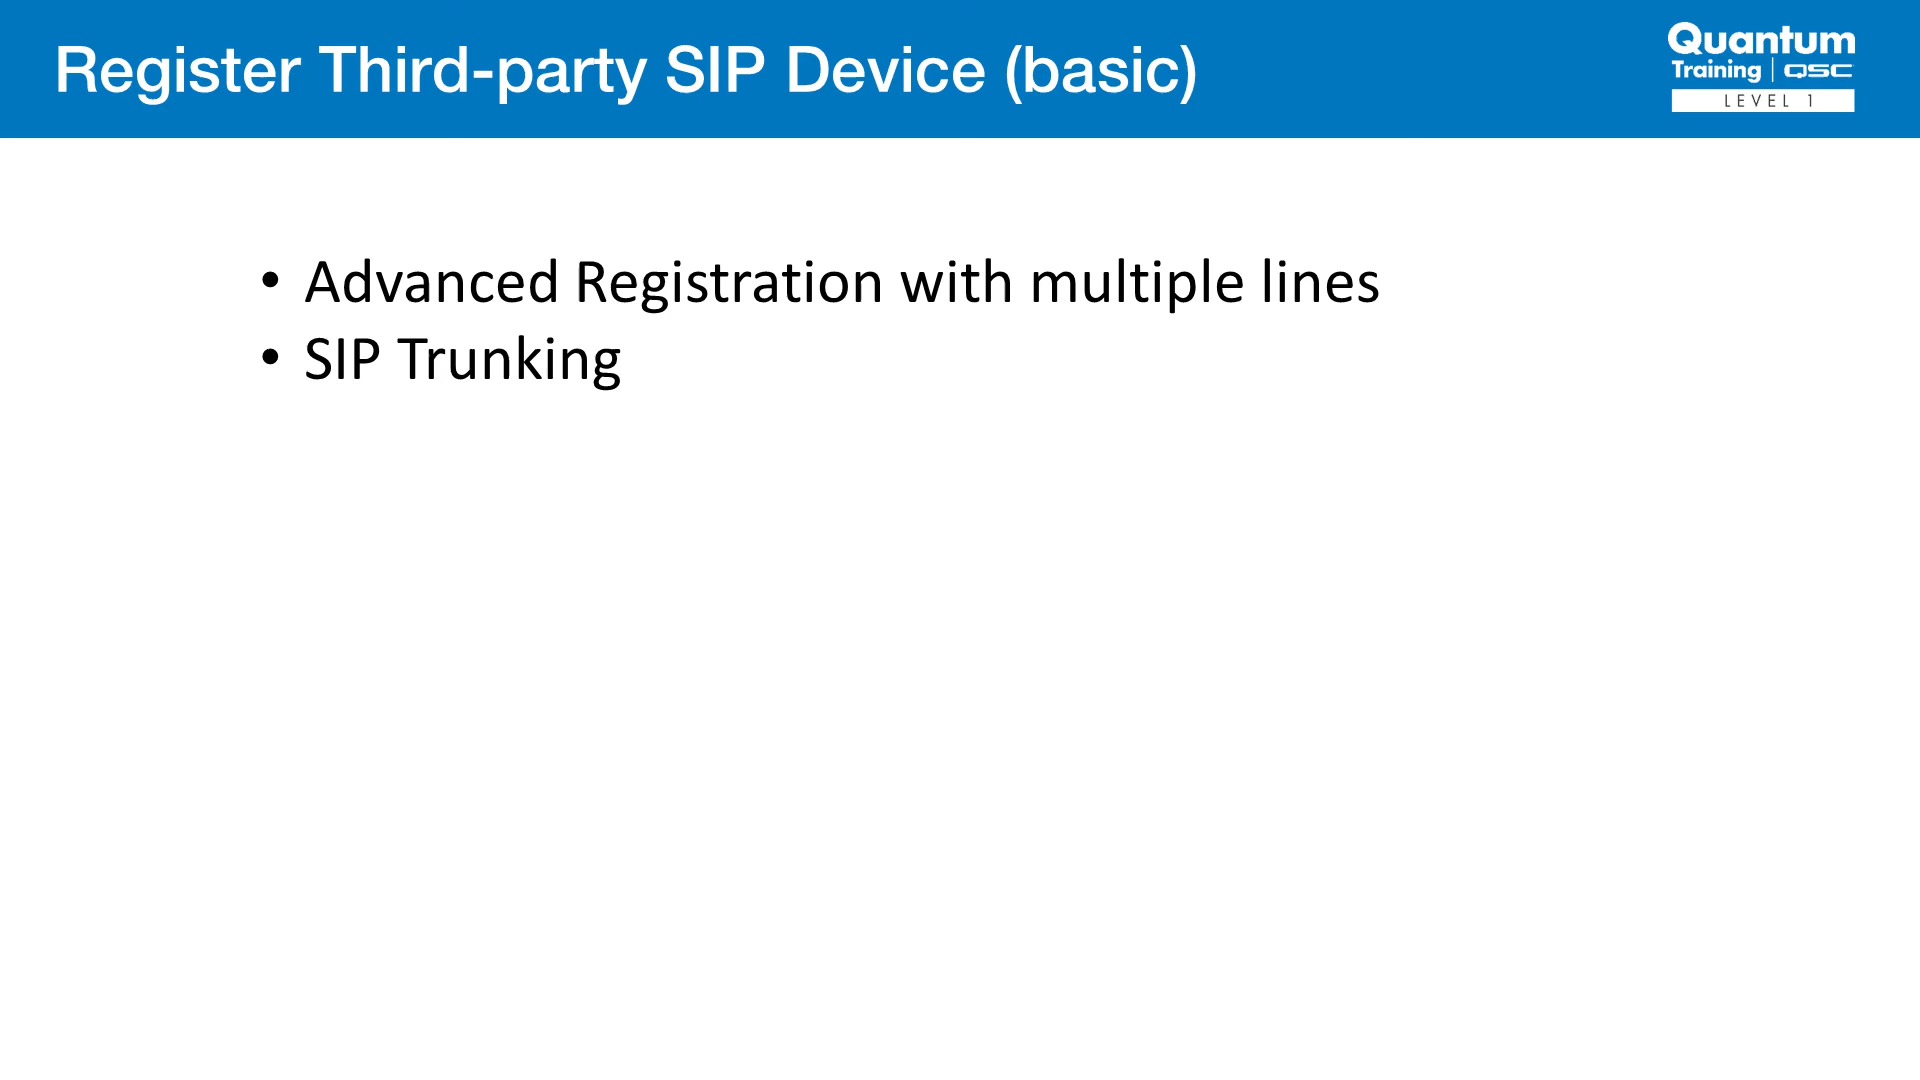 Register Third-party SIP Device (basic)
Quantum
Training | QSC
LEVEL 1
• Advanced Registration with multiple lines
• SIP Trunking